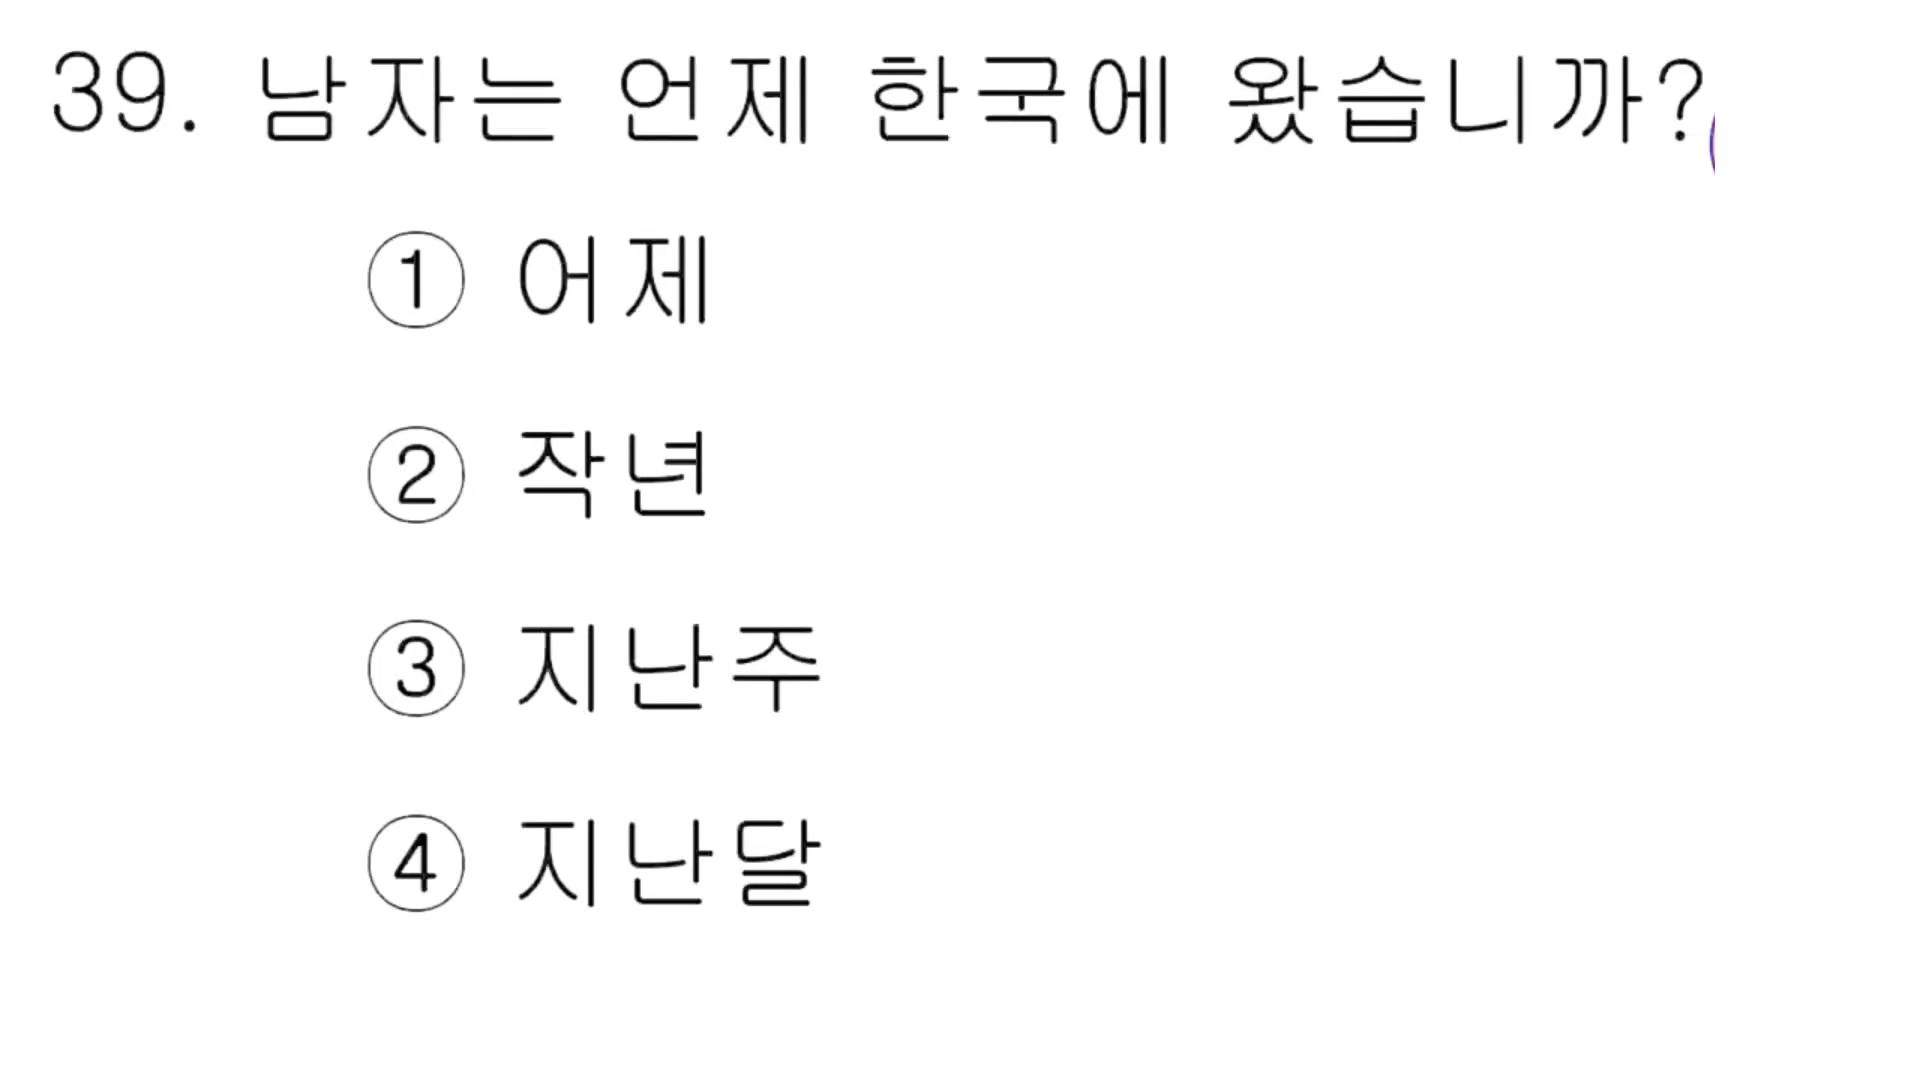 39. 남자는 언제 한국에 왔습니까?
① 어제
② 작년
③ 지난주
④ 지난달